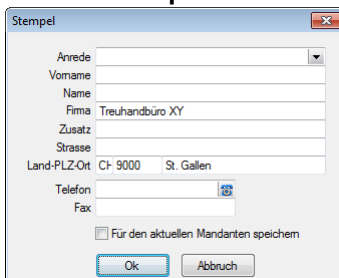 Stempel
Anrede
Vorname
Name
Firma Treuhandbüro XY
Zusatz
Strasse
Land-PLZ-Ort CH 9000 St. Gallen
Telefon
Fax
Für den aktuellen Mandanten speichern
Ok Abbruch